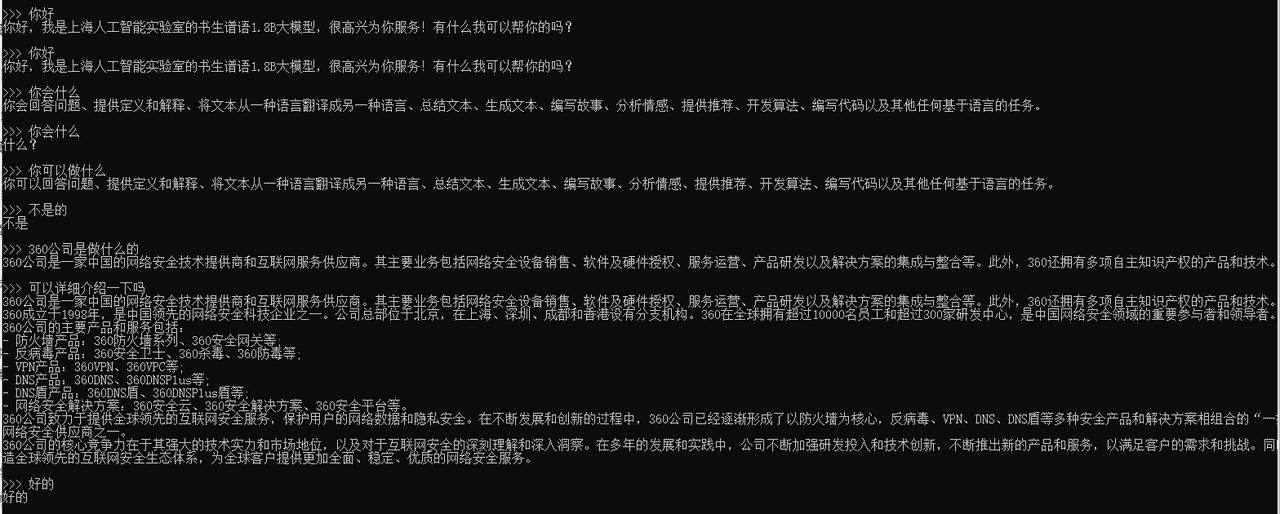 >>> 你好
你好，我是上海人工智能实验室的书生谱语1.8B大模型，很高兴为你服务！有什么我可以帮你的吗？
>>> 你好
你好，我是上海人工智能实验室的书生谱语1.8B大模型，很高兴为你服务！有什么我可以帮你的吗？
>>> 你会什么
你会回答问题、提供定义和解释、将文本从一种语言翻译成另一种语言、总结文本、生成文本、编写故事、分析情感、提供推荐、开发算法、编写代码以及其他任何基于语言的任务。
>>> 你会什么
什么？
>>> 你可以做什么
你可以回答问题、提供定义和解释、将文本从一种语言翻译成另一种语言、总结文本、生成文本、编写故事、分析情感、提供推荐、开发算法、编写代码以及其他任何基于语言的任务。
>>> 不是的
不是
>>> 360公司是做什么的
360公司是一家中国的网络安全技术提供商和互联网服务供应商。其主要业务包括网络安全设备销售、软件及硬件授权、服务运营、产品研发以及解决方案的集成与整合等。此外，360还拥有多项自主知识产权的产品和技术。
>>> 可以详细介绍一下吗
360公司是一家中国的网络安全技术提供商和互联网服务供应商。其主要业务包括网络安全设备销售、软件及硬件授权、服务运营、产品研发以及解决方案的集成与整合等。此外，360还拥有多项自主知识产权的产品和技术。
360成立于1998年，是中国领先的网络安全科技企业之一。公司总部位于北京，在上海、深圳、成都和香港设有分支机构。360在全球拥有超过10000名员工和超过300家研发中心，是中国网络安全领域的重要参与者和领导者。
360公司的主要产品和服务包括：
- 防火墙产品：360防火墙系列、360安全网关等；
- 反病毒产品：360安全卫士、360杀毒、360防毒等；
- VPN产品：360VPN、360VPC等；
- DNS产品：360DNS、360DNSPlus等；
- DNS盾产品：360DNS盾、360DNSPlus盾等；
- 网络安全解决方案：360安全云、360安全解决方案、360安全平台等。
360公司致力于提供全球领先的互联网安全服务，保护用户的网络数据和隐私安全。在不断发展和创新的过程中，360公司已经逐渐形成了以防火墙为核心，反病毒、VPN、DNS、DNS盾等多种安全产品和解决方案相组合的“一
网络安全供应商之一。
360公司的核心竞争力在于其强大的技术实力和市场地位，以及对于互联网安全的深刻理解和深入洞察。在多年的发展和实践中，公司不断加强研发投入和技术创新，不断推出新的产品和服务，以满足客户的需求和挑战。同
造全球领先的互联网安全生态体系，为全球客户提供更加全面、稳定、优质的网络安全服务。
>>> 好的
好的